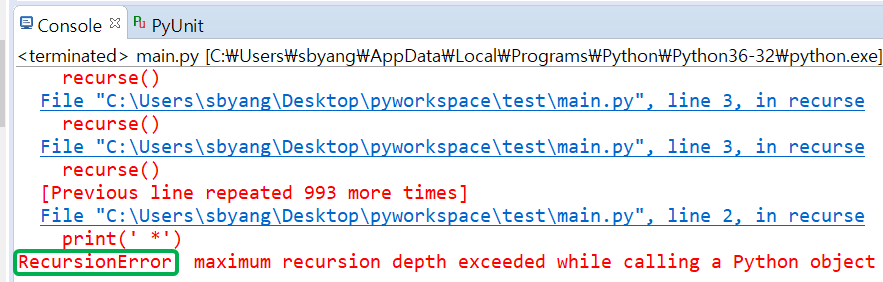 Console PyUnit
<terminated> main.py [C:₩Users₩sbyang₩AppData₩Local₩Programs₩Python₩Python36-32₩python.exe]
recurse()
File "C:\Users\sbyang\Desktop\pyworkspace\test\main.py", line 3, in recurse
recurse()
File "C:\Users\sbyang\Desktop\pyworkspace\test\main.py", line 3, in recurse
recurse()
[Previous line repeated 993 more times]
File "C:\Users\sbyang\Desktop\pyworkspace\test\main.py", line 2, in recurse
print(' *')
RecursionError maximum recursion depth exceeded while calling a Python object